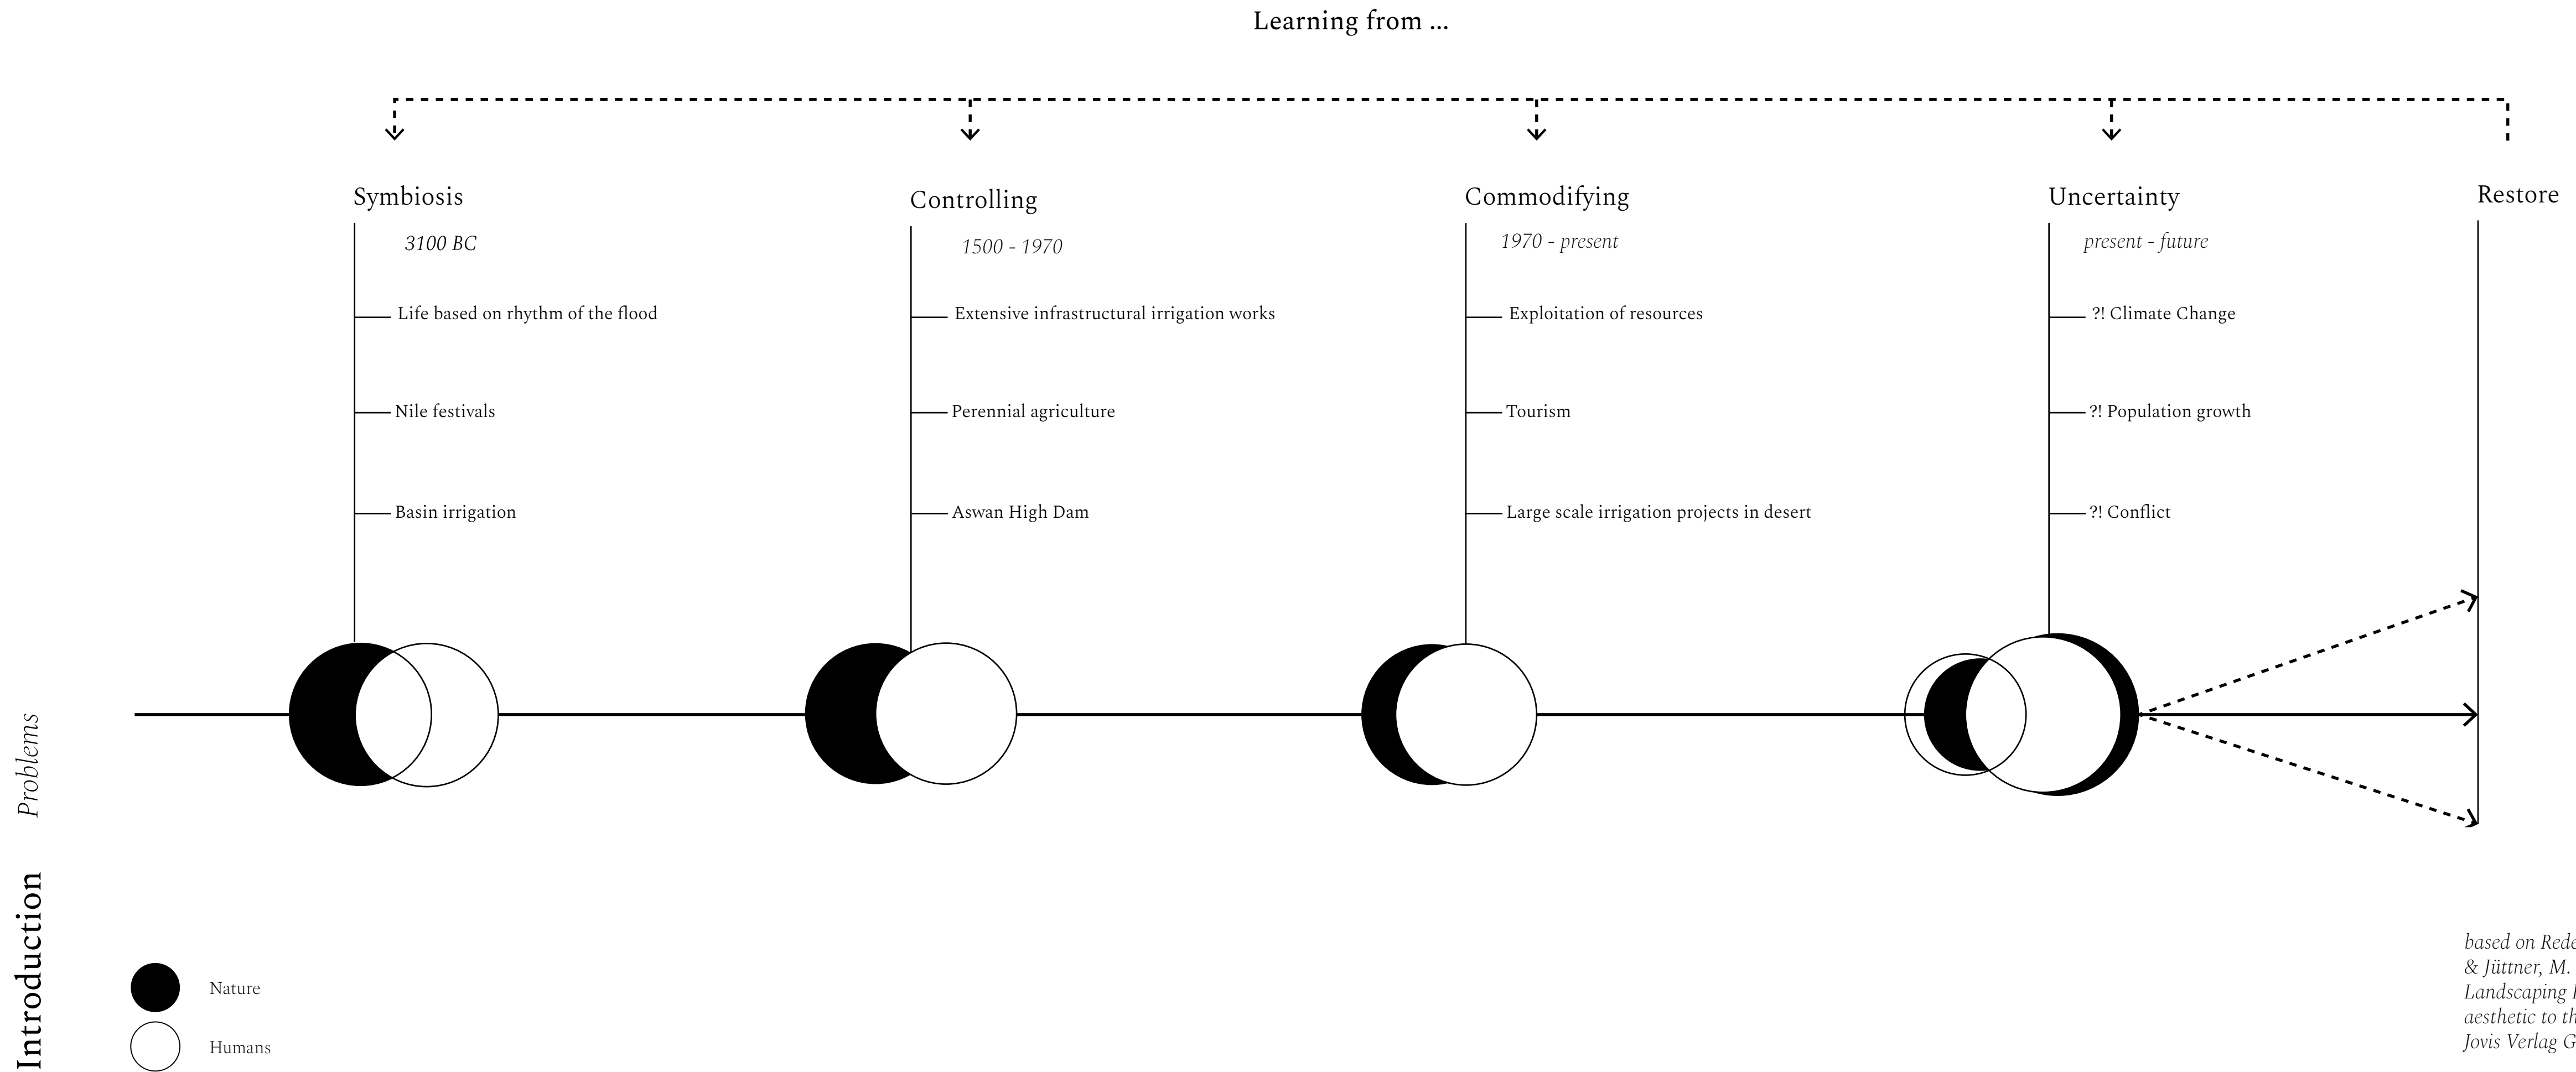 Learning from ...
Symbiosis
3100 BC
Life based on rhythm of the flood
Nile festivals
Basin irrigation
Controlling
1500 - 1970
Extensive infrastructural irrigation works
Perennial agriculture
Aswan High Dam
Commodifying
1970 - present
Exploitation of resources
Tourism
Large scale irrigation projects in desert
Uncertainty
present - future
?! Climate Change
?! Population growth
?! Conflict
Restore
Problems
Introduction
Nature
Humans
based on
& Jüttner, M.
Landscaping
aesthetic to
Jovis Verlag